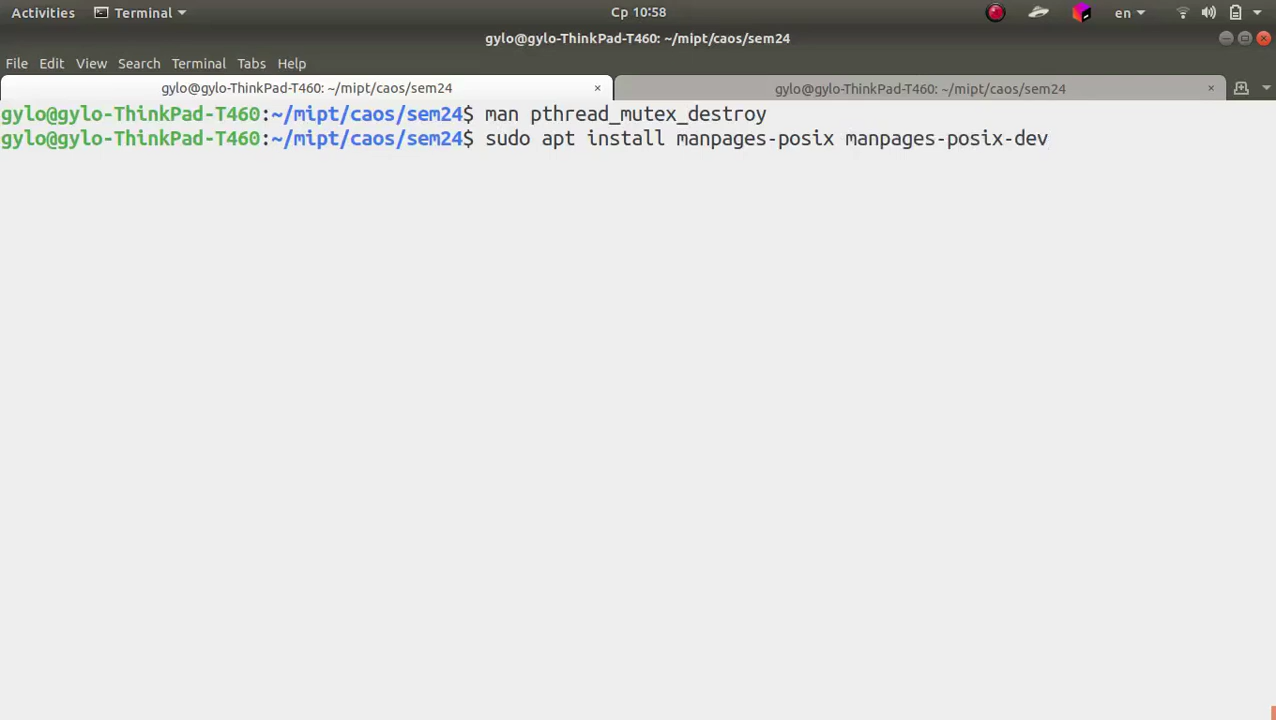 Activities Terminal Ср 10:58 en
gylo@gylo-ThinkPad-T460: ~/mipt/caos/sem24
File Edit View Search Terminal Tabs Help
gylo@gylo-ThinkPad-T460: ~/mipt/caos/sem24 × gylo@gylo-ThinkPad-T460: ~/mipt/caos/sem24 ×
gylo@gylo-ThinkPad-T460:~/mipt/caos/sem24$ man pthread_mutex_destroy
gylo@gylo-ThinkPad-T460:~/mipt/caos/sem24$ sudo apt install manpages-posix manpages-posix-dev